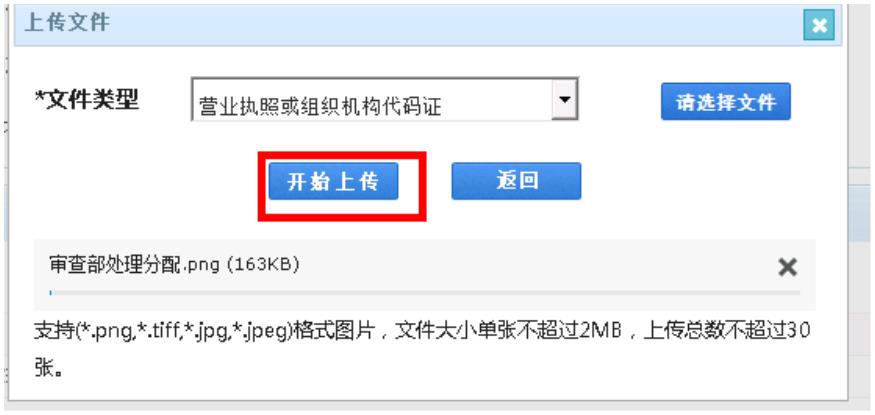 上传文件
*文件类型 营业执照或组织机构代码证 请选择文件
开始上传 返回
审查部处理分配.png (163KB)
支持(*.png,*.tiff,*.jpg,*.jpeg)格式图片，文件大小单张不超过2MB，上传总数不超过30
张。